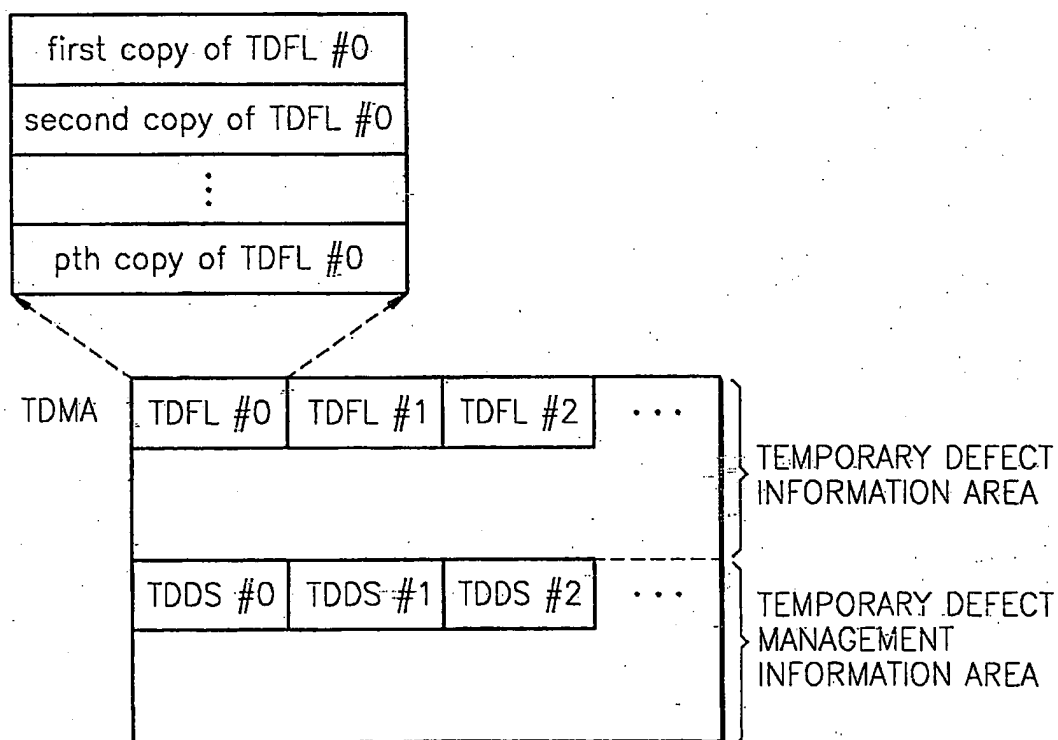 first copy of TDFL #0
second copy of TDFL #0
⋮
pth copy of TDFL #0
TDMA
TDFL #0 TDFL #1 TDFL #2 ...
TEMPORARY DEFECT
INFORMATION AREA
TDDS #0 TDDS #1 TDDS #2 ...
TEMPORARY DEFECT
MANAGEMENT
INFORMATION AREA